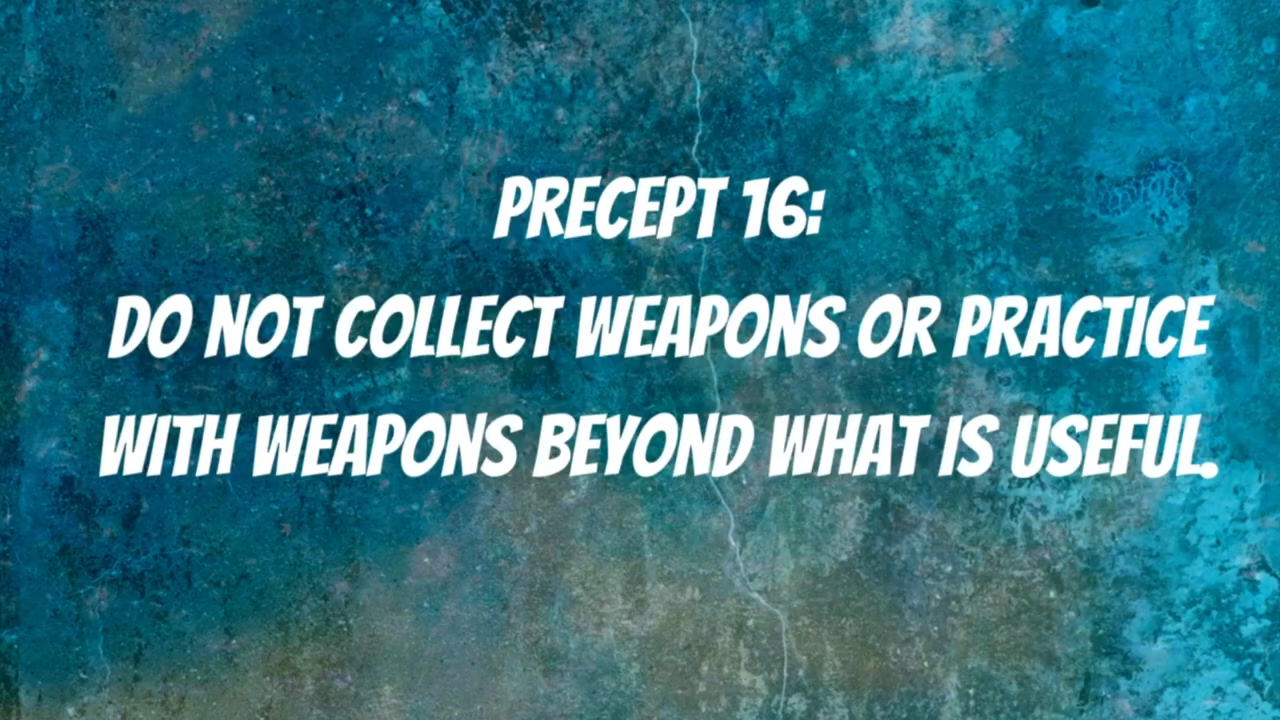 PRECEPT 16:
DO NOT COLLECT WEAPONS OR PRACTICE
WITH WEAPONS BEYOND WHAT IS USEFUL.